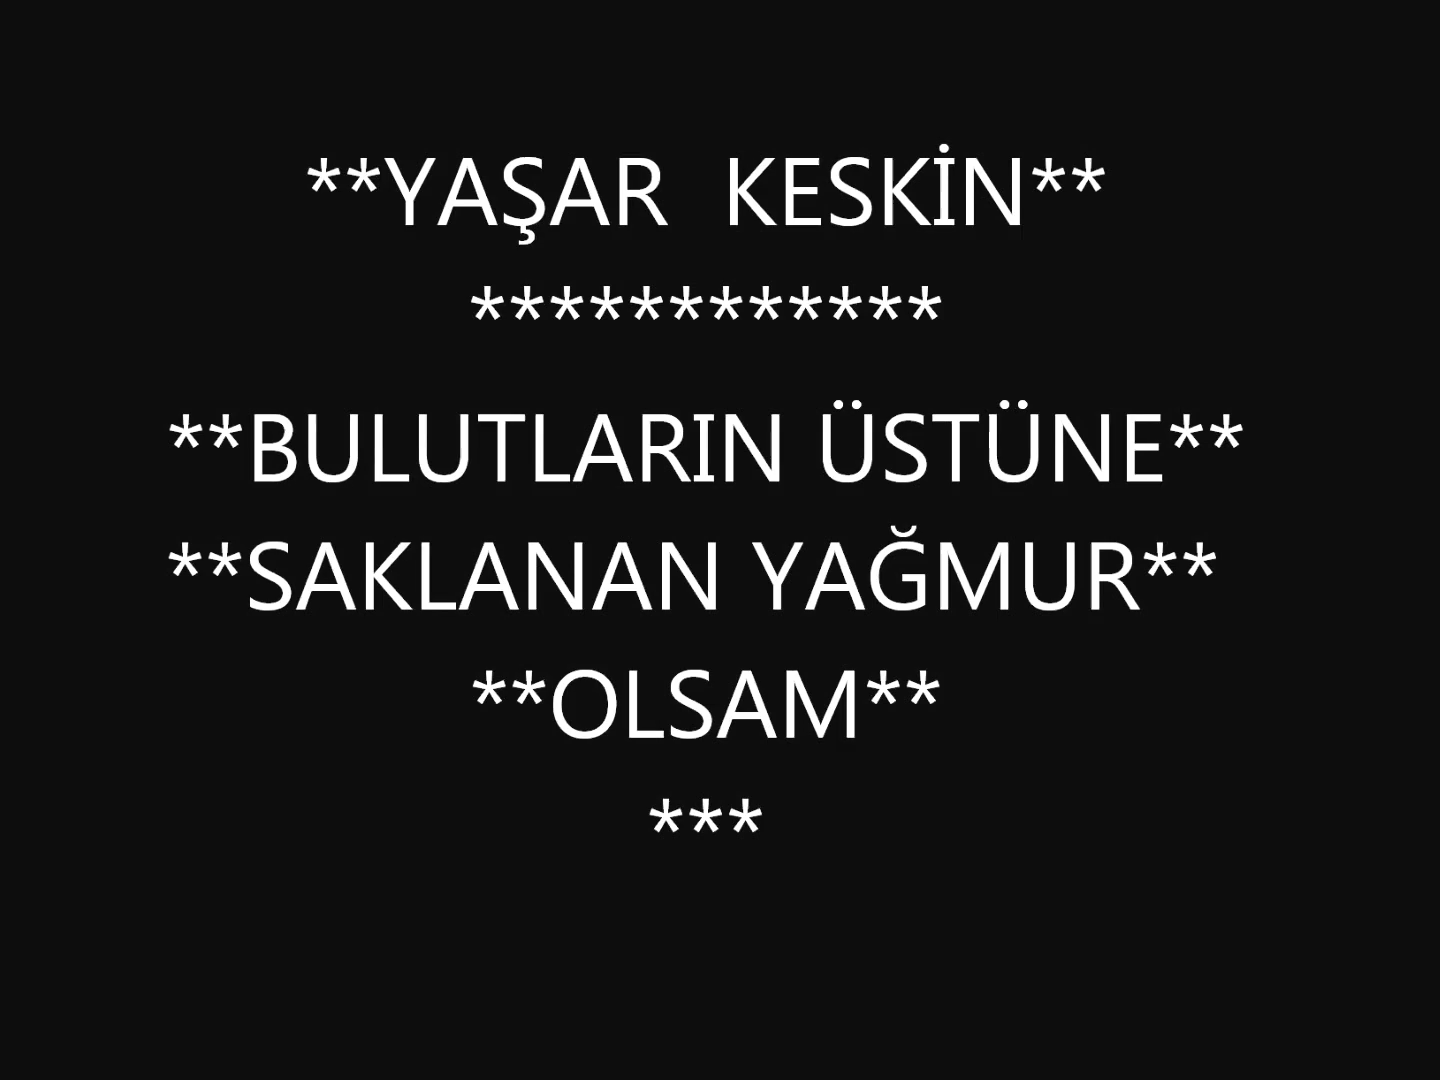 **YAŞAR  KESKİN**
************
**BULUTLARIN ÜSTÜNE**
**SAKLANAN YAĞMUR**
**OLSAM**
***